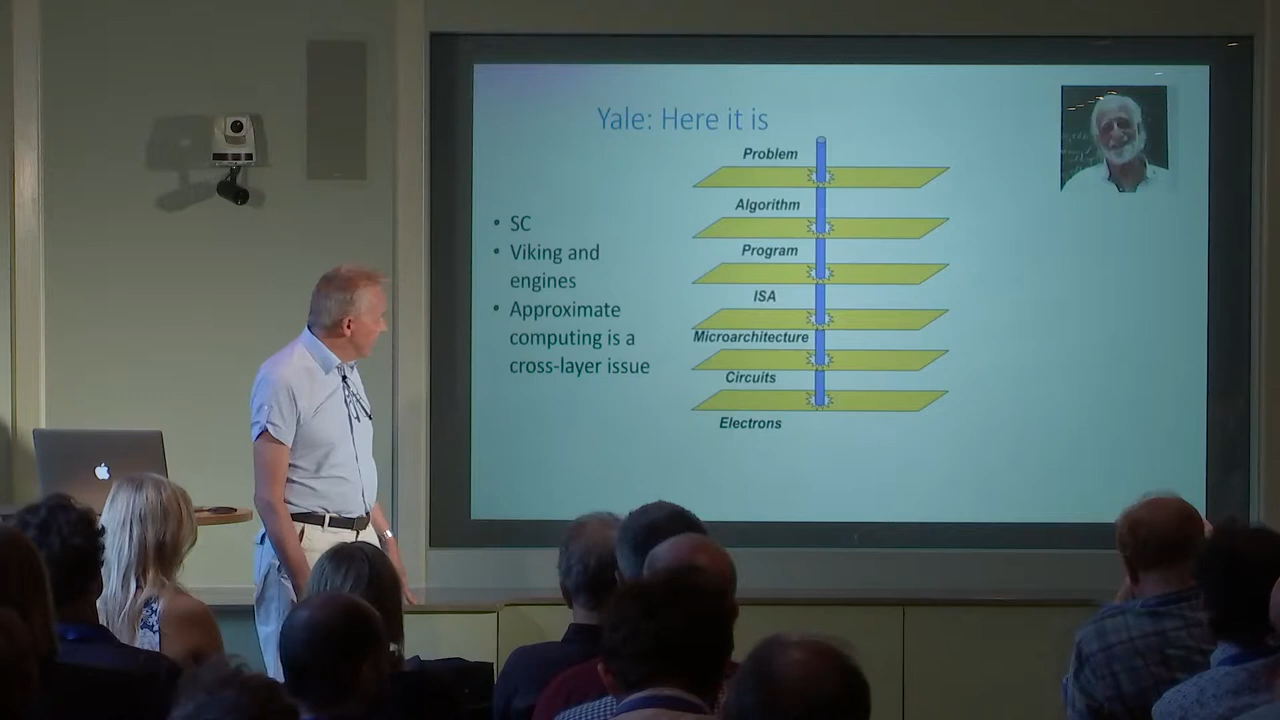 Yale: Here it is
• SC
• Viking and
engines
• Approximate
computing is a
cross-layer issue
Problem
Algorithm
Program
ISA
Microarchitecture
Circuits
Electrons